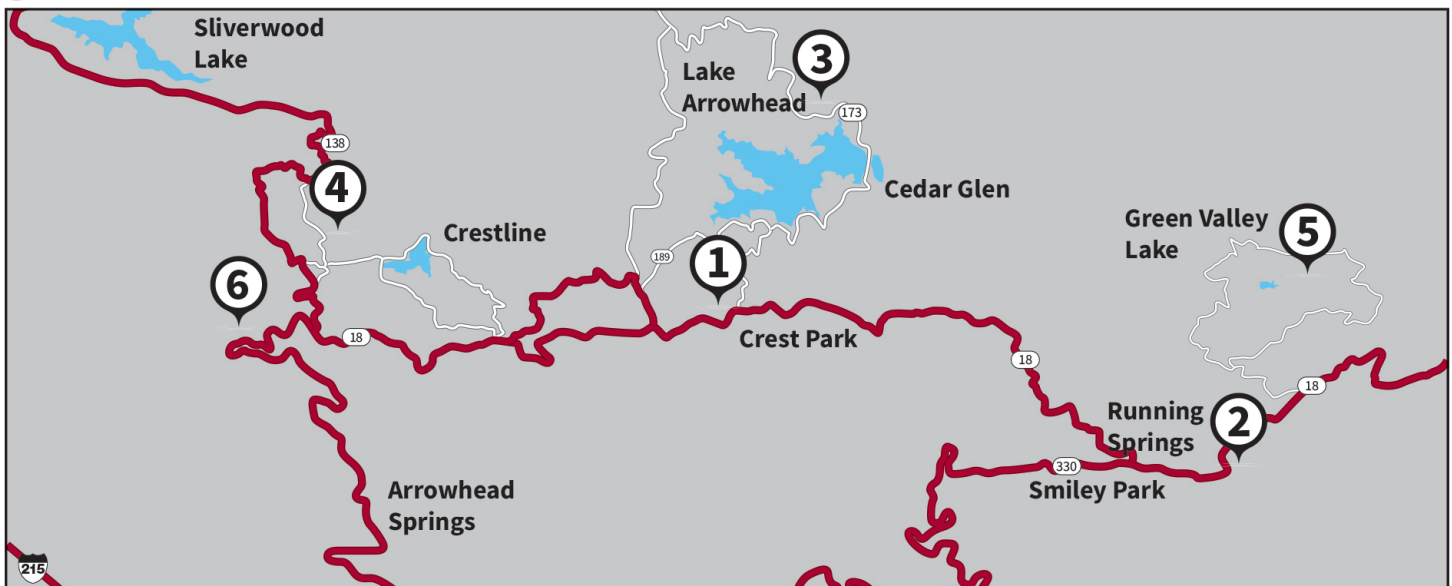 Sliverwood
Lake
3
Lake
Arrowhead
173
138
4
Cedar Glen
Green Valley
Lake
5
Crestline
189
1
6
18
Crest Park
18
18
Running
Springs
2
330
Smiley Park
Arrowhead
Springs
215